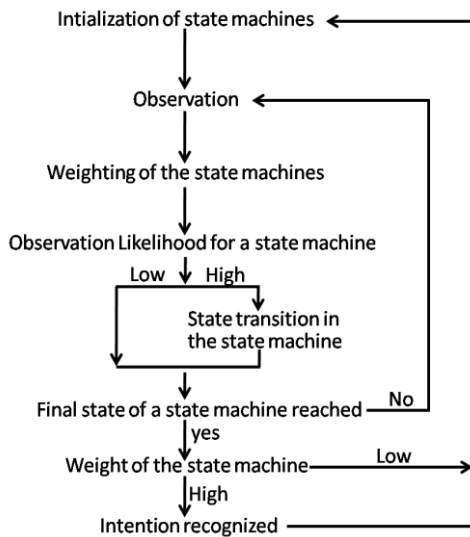 Intialization of state machines
Observation
Weighting of the state machines
Observation Likelihood for a state machine
Low High
State transition in
the state machine
Final state of a state machine reached No
yes
Weight of the state machine Low
High
Intention recognized